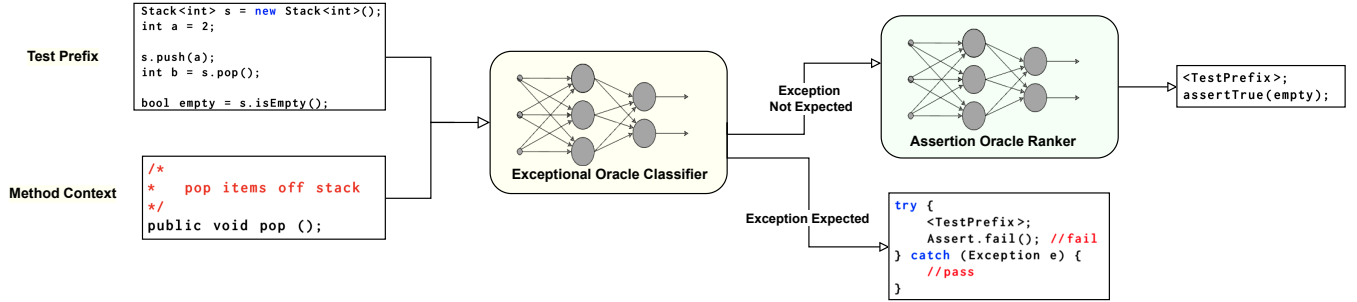 Test Prefix
Stack<int> s = new Stack<int>();
int a = 2;
s.push(a);
int b = s.pop();
bool empty = s.isEmpty();
Method Context
/*
*   pop items off stack
*/
public void pop ();
Exceptional Oracle Classifier
Exception
Not Expected
Assertion Oracle Ranker
<TestPrefix>;
assertTrue(empty);
Exception Expected
try {
    <TestPrefix>;
    Assert.fail(); //fail
} catch (Exception e) {
    //pass
}